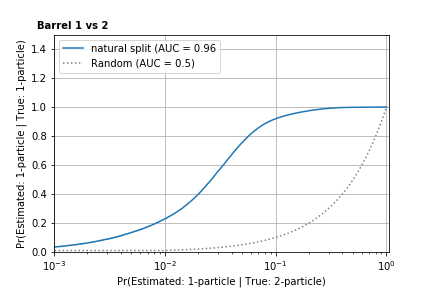 Barrel 1 vs 2
natural split (AUC = 0.96
Random (AUC = 0.5)
Pr(Estimated: 1-particle | True: 1-particle)
1.4
1.2
1.0
0.8
0.6
0.4
0.2
0.0
10⁻³ 10⁻² 10⁻¹ 10⁰
Pr(Estimated: 1-particle | True: 2-particle)